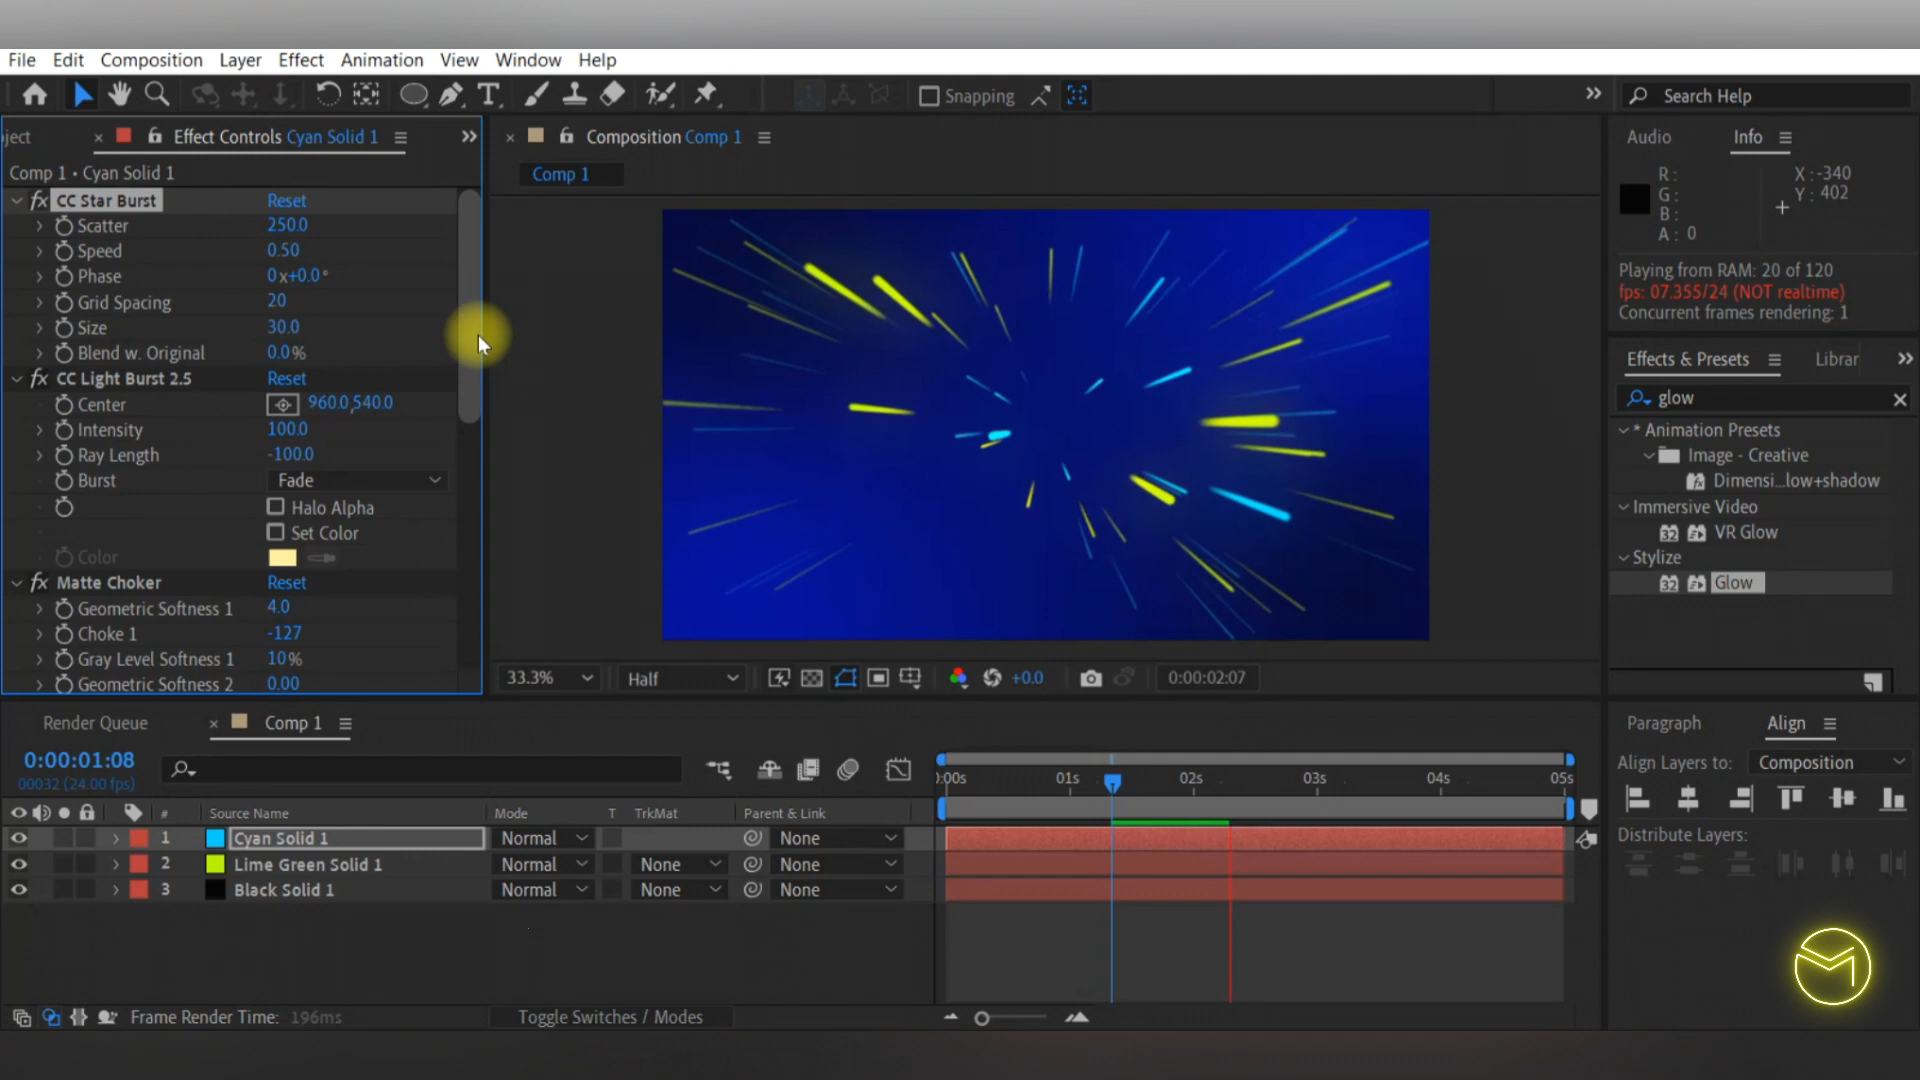 File Edit Composition Layer Effect Animation View Window Help
Snapping
Search Help
ject
Effect Controls Cyan Solid 1
Composition Comp 1
Audio Info
Comp 1 • Cyan Solid 1
Comp 1
R :
G :
B :
A : 0
X : -340
Y : 402
fx CC Star Burst Reset
Scatter 250.0
Speed 0.50
Phase 0x+0.0°
Grid Spacing 20
Size 30.0
Blend w. Original 0.0%
fx CC Light Burst 2.5 Reset
Center 960.0,540.0
Intensity 100.0
Ray Length -100.0
Burst Fade
Halo Alpha
Set Color
Color
fx Matte Choker Reset
Geometric Softness 1 4.0
Choke 1 -127
Gray Level Softness 1 10%
Geometric Softness 2 0.00
Playing from RAM: 20 of 120
fps: 07.355/24 (NOT realtime)
Concurrent frames rendering: 1
Effects & Presets Librar
glow
* Animation Presets
Image - Creative
Dimensi...low+shadow
Immersive Video
32 VR Glow
Stylize
32 Glow
33.3% Half +0.0 0:00:02:07
Render Queue Comp 1
Paragraph Align
0:00:01:08
00032 (24.00 fps)
0:00s 01s 02s 03s 04s 05s
Align Layers to: Composition
Distribute Layers:
# Source Name Mode T TrkMat Parent & Link
1 Cyan Solid 1 Normal None
2 Lime Green Solid 1 Normal None None
3 Black Solid 1 Normal None None
Frame Render Time: 196ms
Toggle Switches / Modes